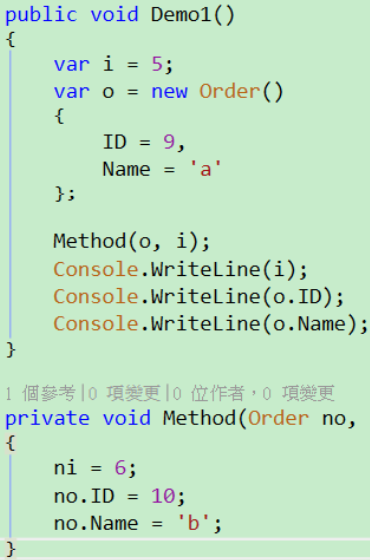 public void Demo1()
{
    var i = 5;
    var o = new Order()
    {
        ID = 9,
        Name = 'a'
    };

    Method(o, i);
    Console.WriteLine(i);
    Console.WriteLine(o.ID);
    Console.WriteLine(o.Name);
}

1 個參考|0 項變更|0 位作者，0 項變更
private void Method(Order no,
{
    ni = 6;
    no.ID = 10;
    no.Name = 'b';
}